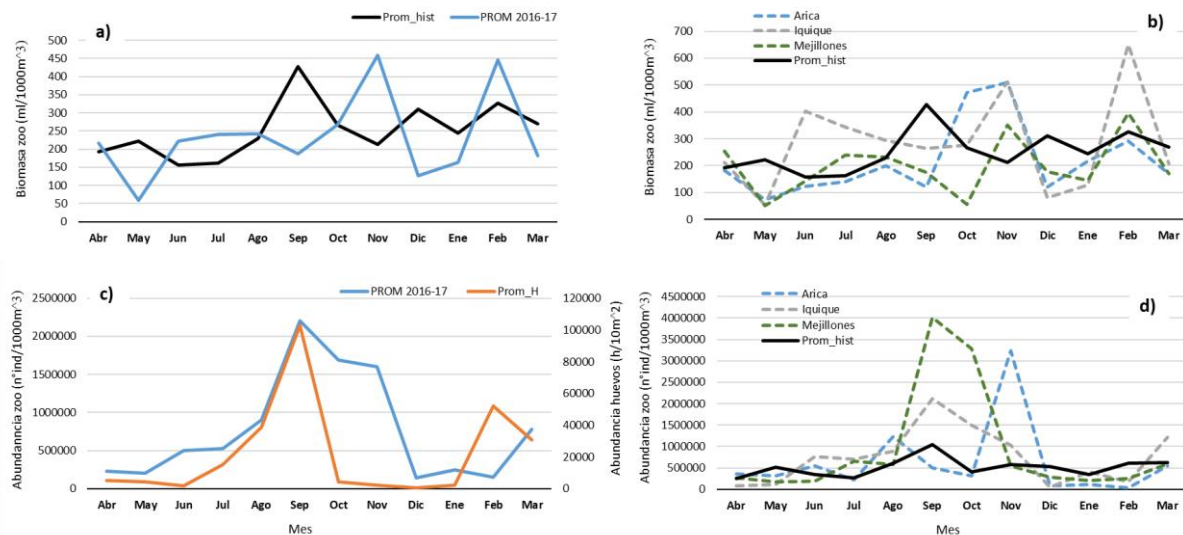 a)
Prom_hist
PROM 2016-17
Biomasa zoo (ml/1000m^3)
500
450
400
350
300
250
200
150
100
50
0
Abr May Jun Jul Ago Sep Oct Nov Dic Ene Feb Mar
b)
Arica
Iquique
Mejillones
Prom_hist
Biomasa zoo (ml/1000m^3)
700
600
500
400
300
200
100
0
Abr May Jun Jul Ago Sep Oct Nov Dic Ene Feb Mar
c)
PROM 2016-17
Prom_H
Abundanncia zoo (n°ind/1000m^3)
2500000
2000000
1500000
1000000
500000
0
Abundancia huevos (h/10m^2)
120000
100000
80000
60000
40000
20000
0
Abr May Jun Jul Ago Sep Oct Nov Dic Ene Feb Mar
Mes
d)
Arica
Iquique
Mejillones
Prom_hist
Abundancia zoo (n°ind/1000m^3)
4500000
4000000
3500000
3000000
2500000
2000000
1500000
1000000
500000
0
Abr May Jun Jul Ago Sep Oct Nov Dic Ene Feb Mar
Mes